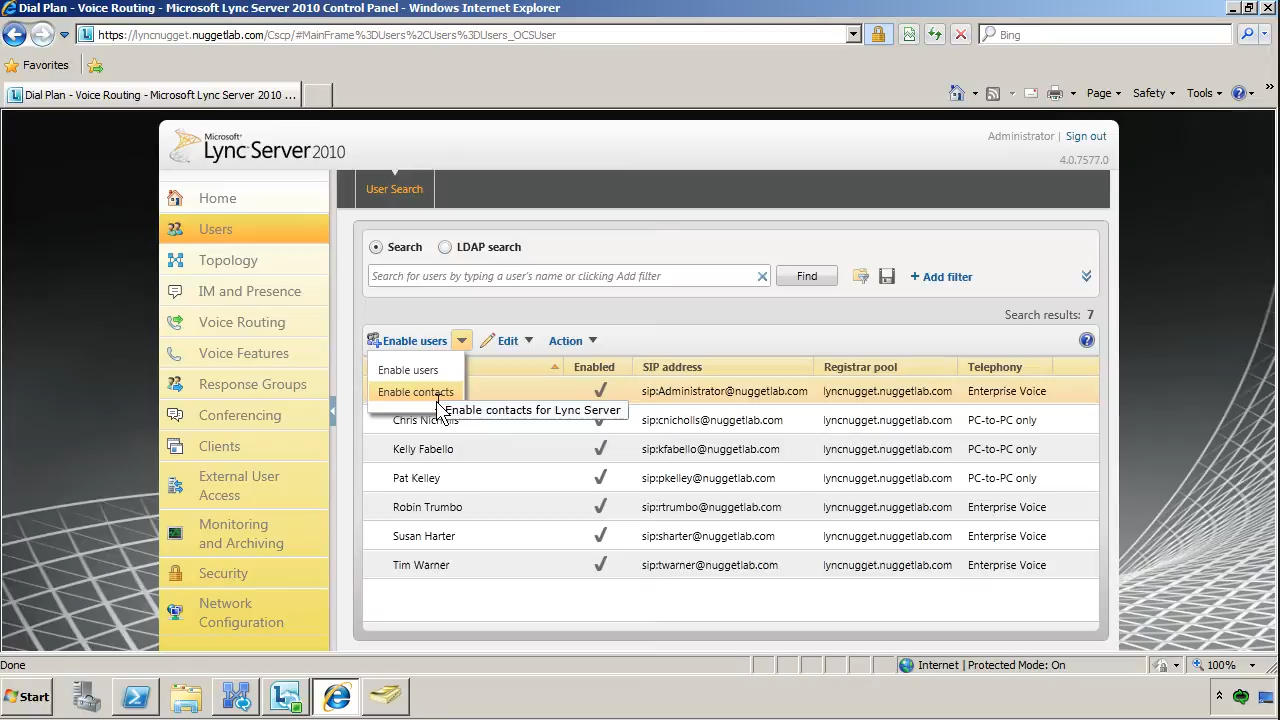 Dial Plan - Voice Routing - Microsoft Lync Server 2010 Control Panel - Windows Internet Explorer
https://lyncnugget.nuggetlab.com/Cscp/#MainFrame%3DUsers%2CUsers%3DUsers_OCSUser
Bing
Favorites
Dial Plan - Voice Routing - Microsoft Lync Server 2010 ...
Page
Safety
Tools
Microsoft
Lync Server 2010
Administrator | Sign out
4.0.7577.0
Home
Users
Topology
IM and Presence
Voice Routing
Voice Features
Response Groups
Conferencing
Clients
External User
Access
Monitoring
and Archiving
Security
Network
Configuration
User Search
Search LDAP search
Search for users by typing a user's name or clicking Add filter
Find
+ Add filter
Search results: 7
Enable users Edit Action
Enable users
Enable contacts
Enable contacts for Lync Server
Enabled SIP address Registrar pool Telephony
sip:Administrator@nuggetlab.com lyncnugget.nuggetlab.com Enterprise Voice
Chris Nicholls sip:cnicholls@nuggetlab.com lyncnugget.nuggetlab.com PC-to-PC only
Kelly Fabello sip:kfabello@nuggetlab.com lyncnugget.nuggetlab.com PC-to-PC only
Pat Kelley sip:pkelley@nuggetlab.com lyncnugget.nuggetlab.com PC-to-PC only
Robin Trumbo sip:rtrumbo@nuggetlab.com lyncnugget.nuggetlab.com Enterprise Voice
Susan Harter sip:sharter@nuggetlab.com lyncnugget.nuggetlab.com Enterprise Voice
Tim Warner sip:twarner@nuggetlab.com lyncnugget.nuggetlab.com Enterprise Voice
Done
Internet | Protected Mode: On
100%
Start